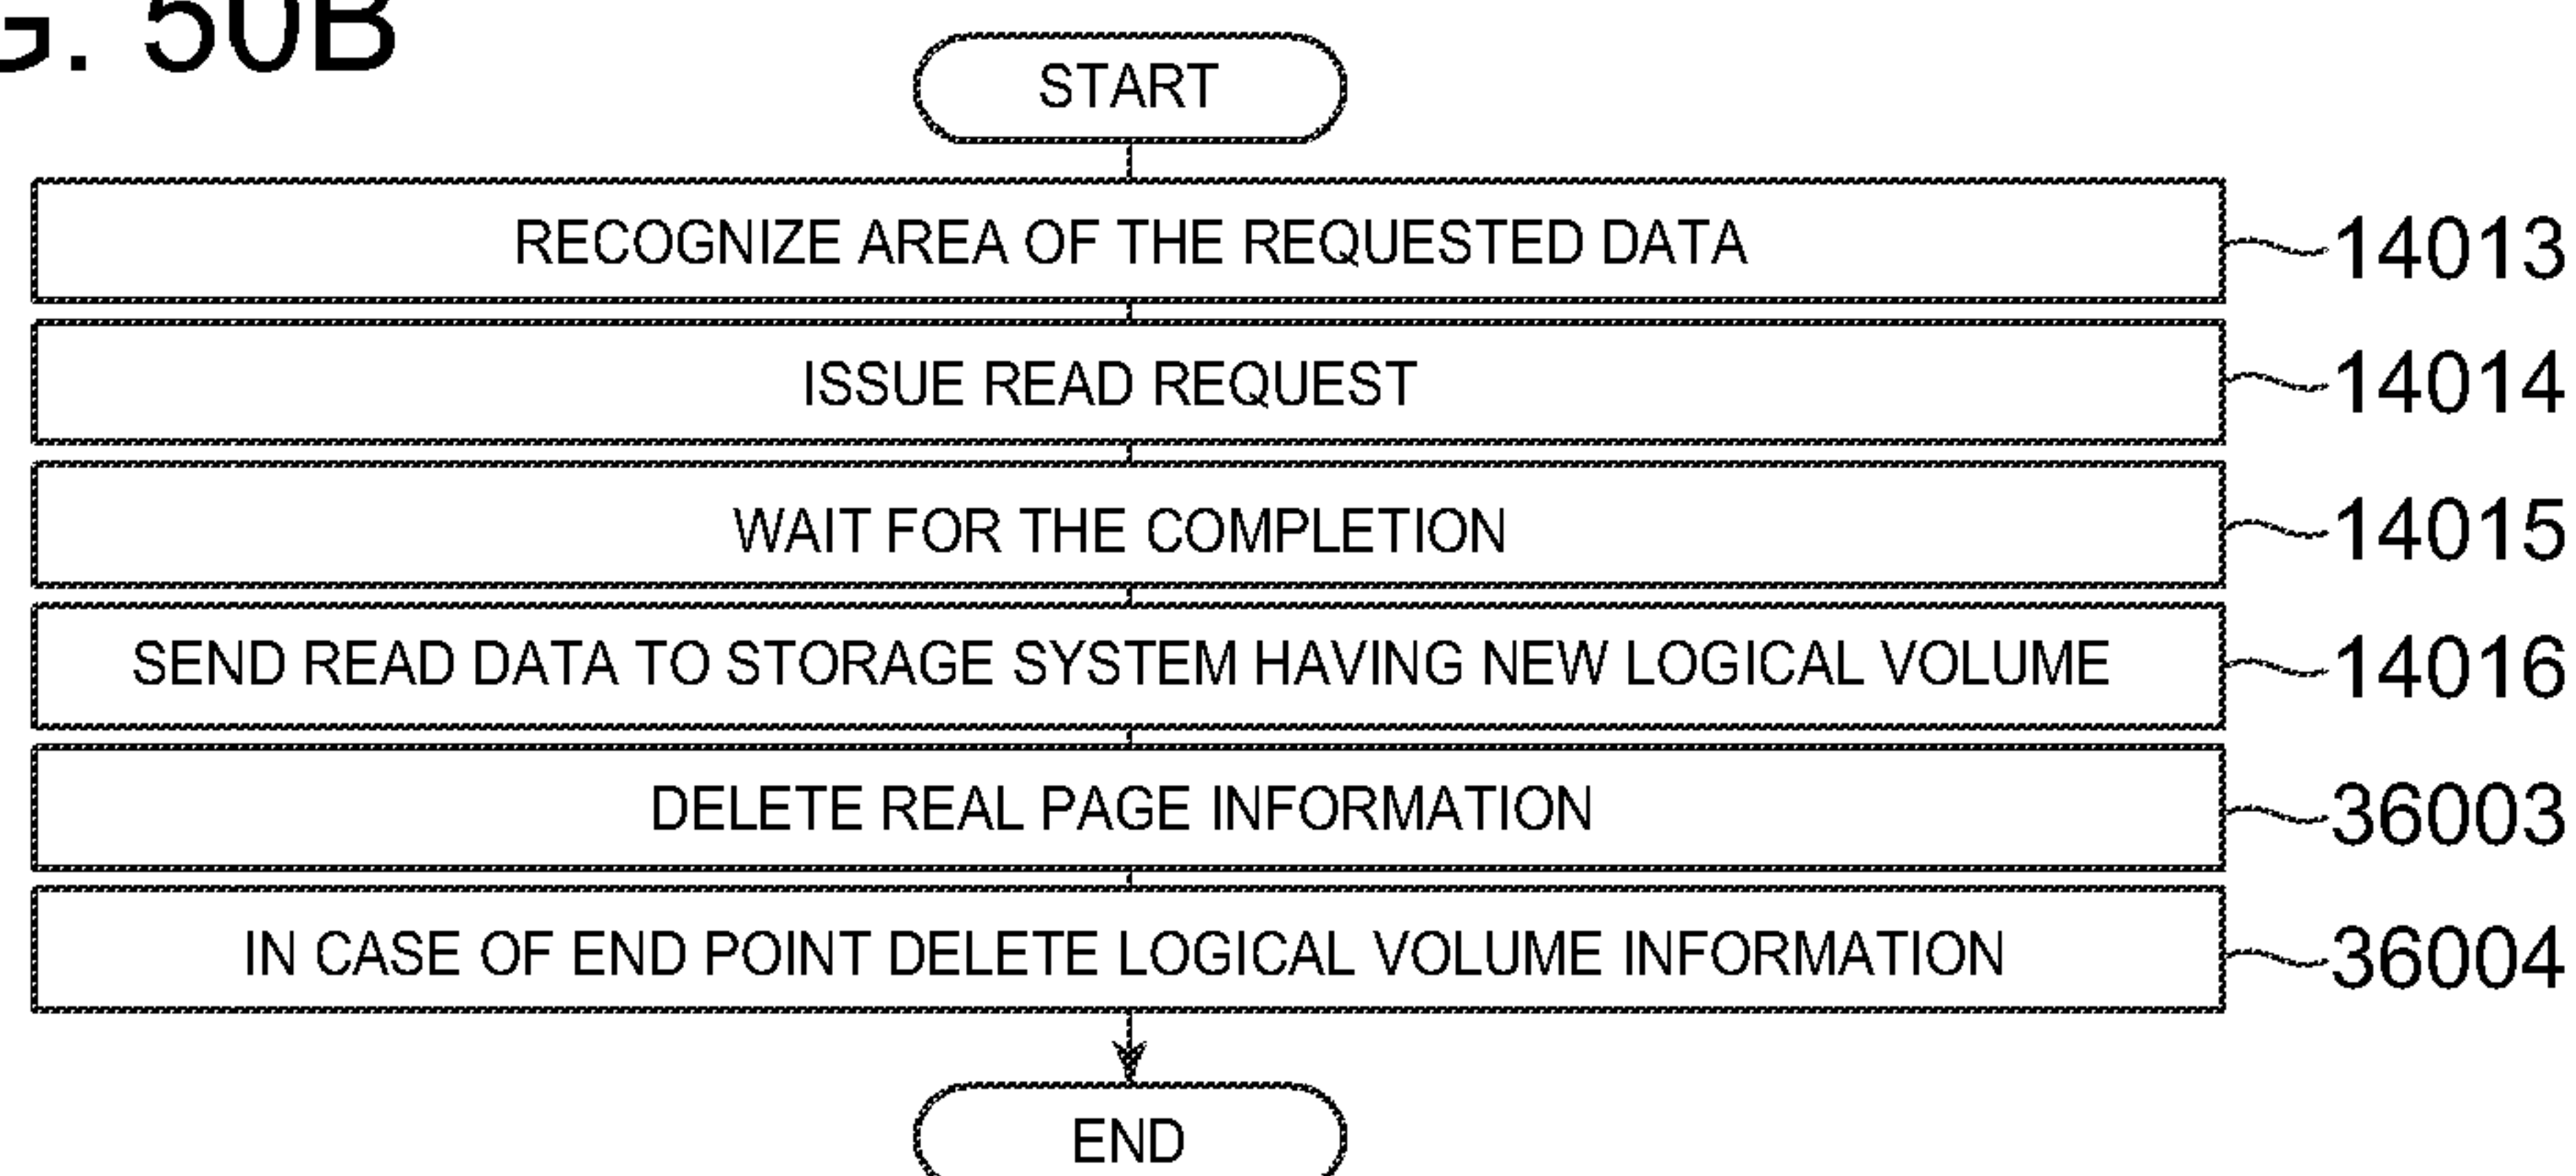 G. 50B
START
RECOGNIZE AREA OF THE REQUESTED DATA
14013
ISSUE READ REQUEST
14014
WAIT FOR THE COMPLETION
14015
SEND READ DATA TO STORAGE SYSTEM HAVING NEW LOGICAL VOLUME
14016
DELETE REAL PAGE INFORMATION
36003
IN CASE OF END POINT DELETE LOGICAL VOLUME INFORMATION
36004
END